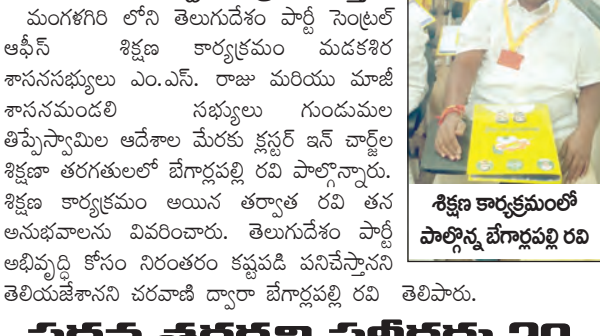 మంగళగిరి లోని తెలుగుదేశం పార్టీ సెంట్రల్
ఆఫీస్ శిక్షణ కార్యక్రమం మడకశిర
శాసనసభ్యులు ఎం.ఎస్. రాజు మరియు మాజీ
శాసనమండలి సభ్యులు గుండుమల
తిప్పేస్వామిల ఆదేశాల మేరకు క్లస్టర్ ఇన్ చార్జ్‌ల
శిక్షణా తరగతులలో బేగార్లపల్లి రవి పాల్గొన్నారు.
శిక్షణ కార్యక్రమం అయిన తర్వాత రవి తన
అనుభవాలను వివరించారు. తెలుగుదేశం పార్టీ
అభివృద్ధి కోసం నిరంతరం కష్టపడి పనిచేస్తానని
తెలియజేశానని చరవాణి ద్వారా బేగార్లపల్లి రవి తెలిపారు.
శిక్షణ కార్యక్రమంలో
పాల్గొన్న బేగార్లపల్లి రవి